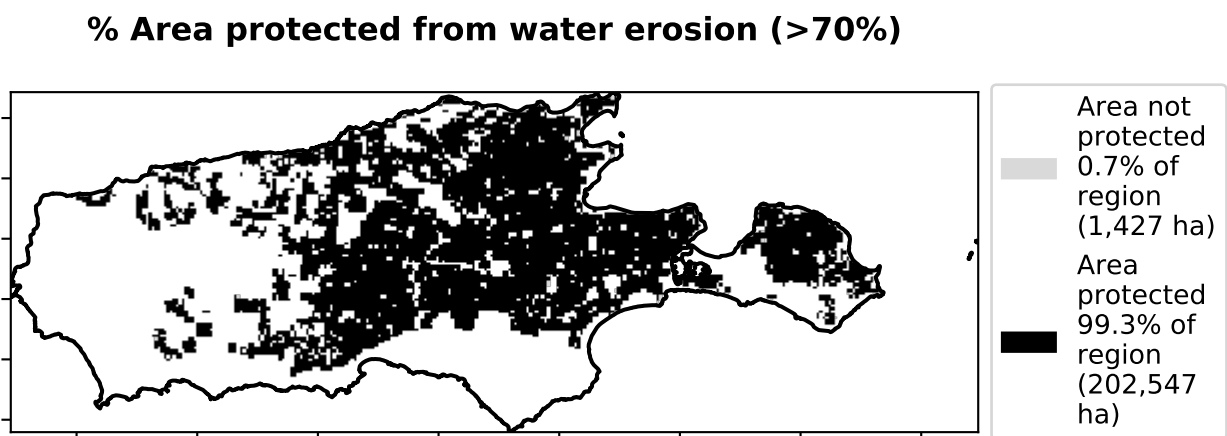 % Area protected from water erosion (>70%)
Area not
protected
0.7% of
region
(1,427 ha)
Area
protected
99.3% of
region
(202,547
ha)